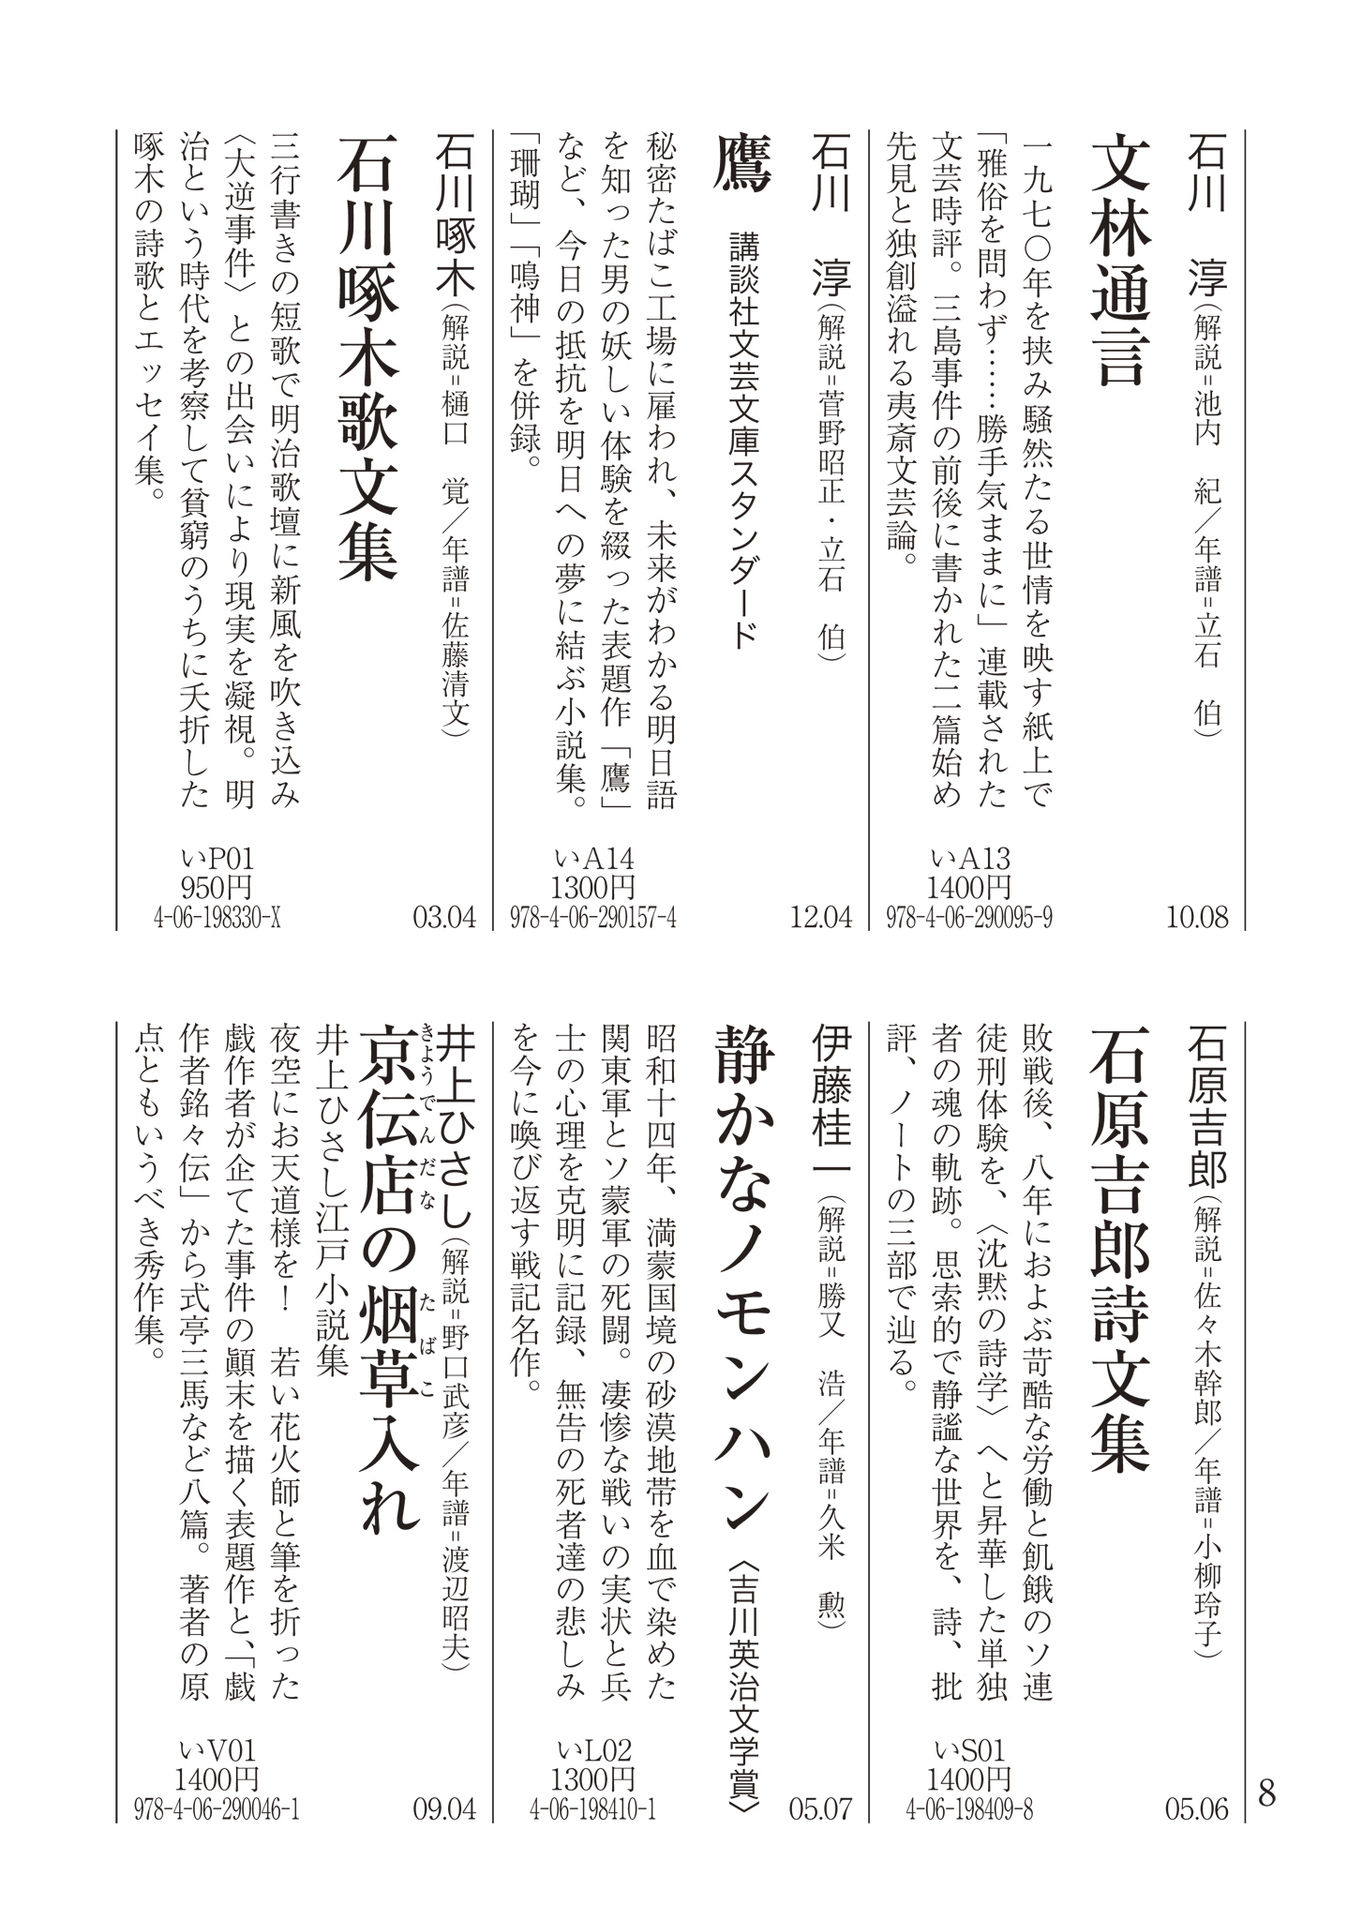 石川　淳（解説＝池内　紀／年譜＝立石　伯）
文林通言
一九七〇年を挟み騒然たる世情を映す紙上で
「雅俗を問わず……勝手気ままに」連載された
文芸時評。三島事件の前後に書かれた二篇始め
先見と独創溢れる夷斎文芸論。
いA13
1400円
978-4-06-290095-9
10.08
石川　淳（解説＝菅野昭正・立石　伯）
鷹　講談社文芸文庫スタンダード
秘密たばこ工場に雇われ、未来がわかる明日語
を知った男の妖しい体験を綴った表題作「鷹」
など、今日の抵抗を明日への夢に結ぶ小説集。
「珊瑚」「鳴神」を併録。
いA14
1300円
978-4-06-290157-4
12.04
石川啄木（解説＝樋口　覚／年譜＝佐藤清文）
石川啄木歌文集
三行書きの短歌で明治歌壇に新風を吹き込み
〈大逆事件〉との出会いにより現実を凝視。明
治という時代を考察して貧窮のうちに夭折した
啄木の詩歌とエッセイ集。
いP01
950円
4-06-198330-X
03.04
石原吉郎（解説＝佐々木幹郎／年譜＝小柳玲子）
石原吉郎詩文集
敗戦後、八年におよぶ苛酷な労働と飢餓のソ連
徒刑体験を、〈沈黙の詩学〉へと昇華した単独
者の魂の軌跡。思索的で静謐な世界を、詩、批
評、ノートの三部で辿る。
いS01
1400円
4-06-198409-8
05.06
伊藤桂一（解説＝勝又　浩／年譜＝久米　勲）
静かなノモンハン〈吉川英治文学賞〉
昭和十四年、満蒙国境の砂漠地帯を血で染めた
関東軍とソ蒙軍の死闘。凄惨な戦いの実状と兵
士の心理を克明に記録、無告の死者達の悲しみ
を今に喚び返す戦記名作。
いL02
1300円
4-06-198410-1
05.07
井上ひさし（解説＝野口武彦／年譜＝渡辺昭夫）
きようでんだな　たばこ
京伝店の烟草入れ
井上ひさし江戸小説集
夜空にお天道様を！　若い花火師と筆を折った
戯作者が企てた事件の顚末を描く表題作と、「戯
作者銘々伝」から式亭三馬など八篇。著者の原
点ともいうべき秀作集。
いV01
1400円
978-4-06-290046-1
09.04
8